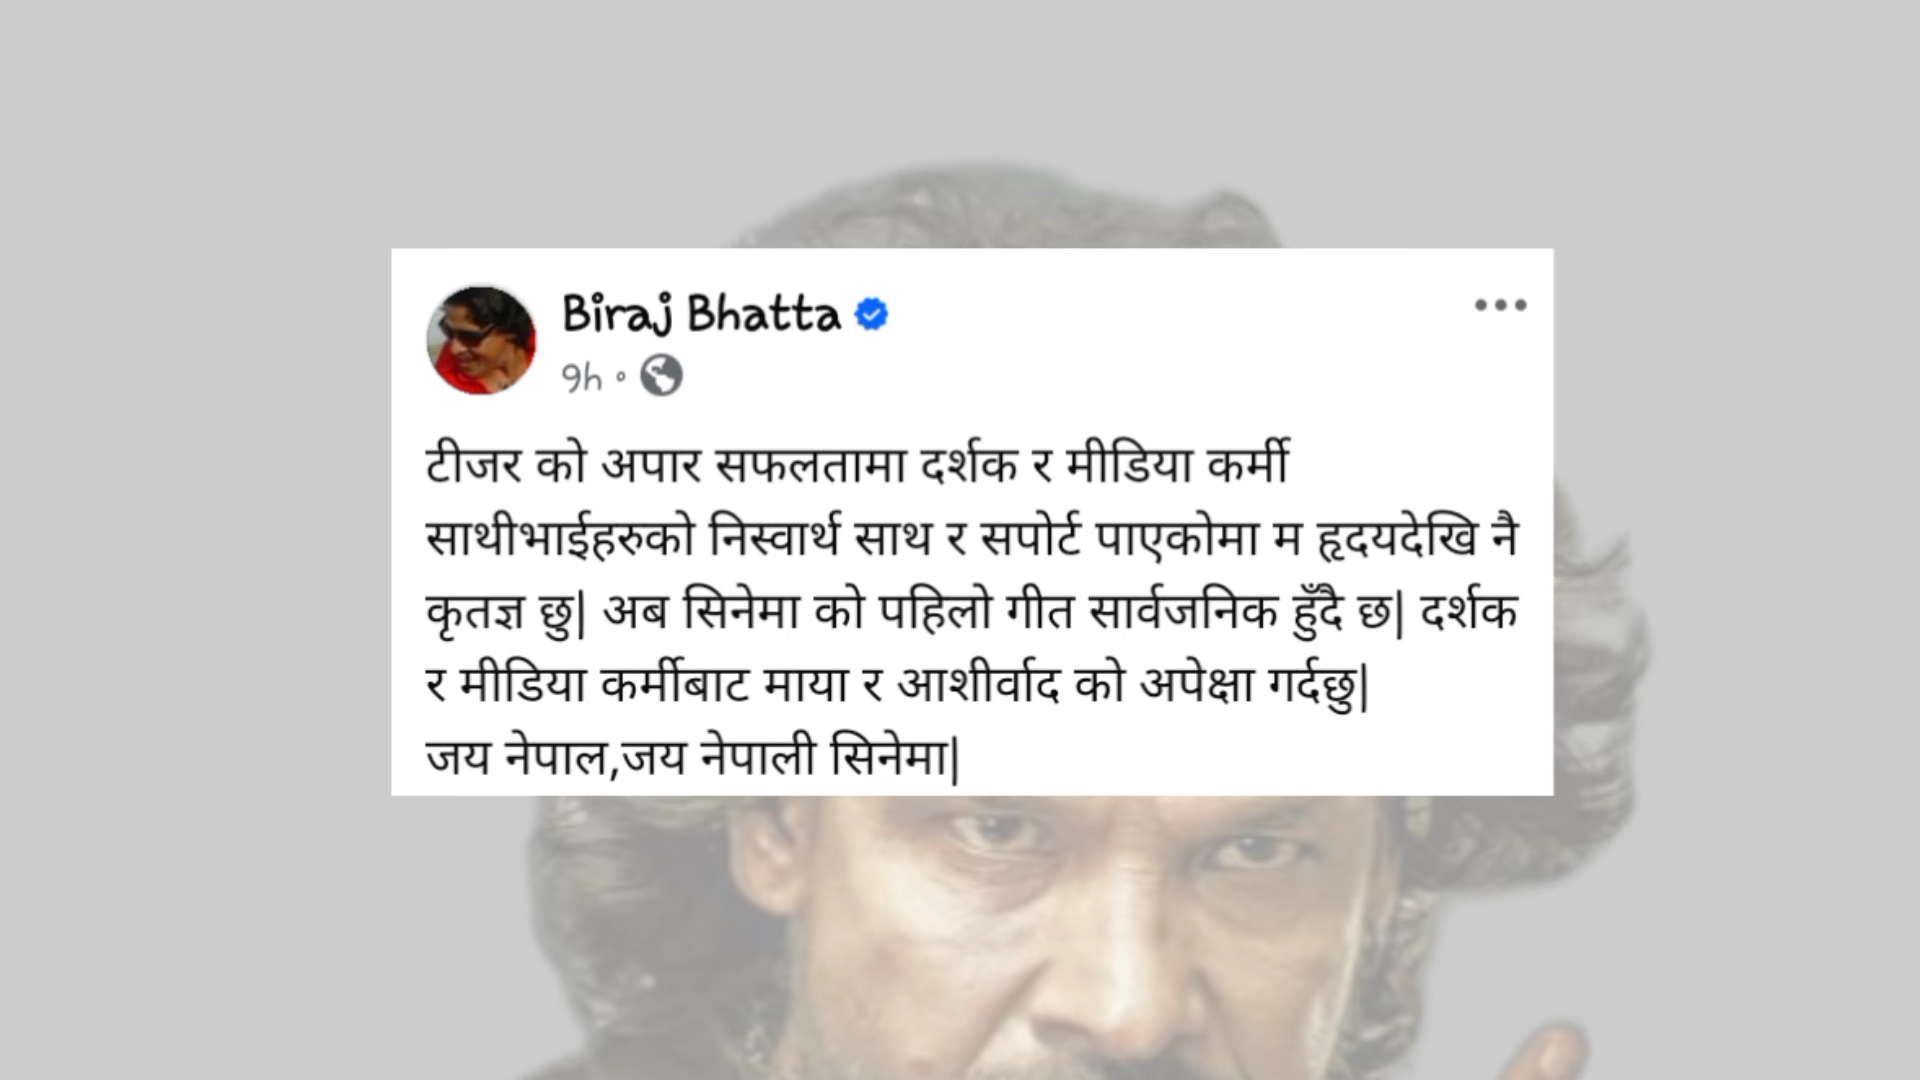 Biraj Bhatta
9h
टीजर को अपार सफलतामा दर्शक र मीडिया कर्मी
साथीभाईहरुको निस्वार्थ साथ र सपोर्ट पाएकोमा म हृदयदेखि नै
कृतज्ञ छु| अब सिनेमा को पहिलो गीत सार्वजनिक हुँदै छ| दर्शक
र मीडिया कर्मीबाट माया र आशीर्वाद को अपेक्षा गर्दछु|
जय नेपाल,जय नेपाली सिनेमा|